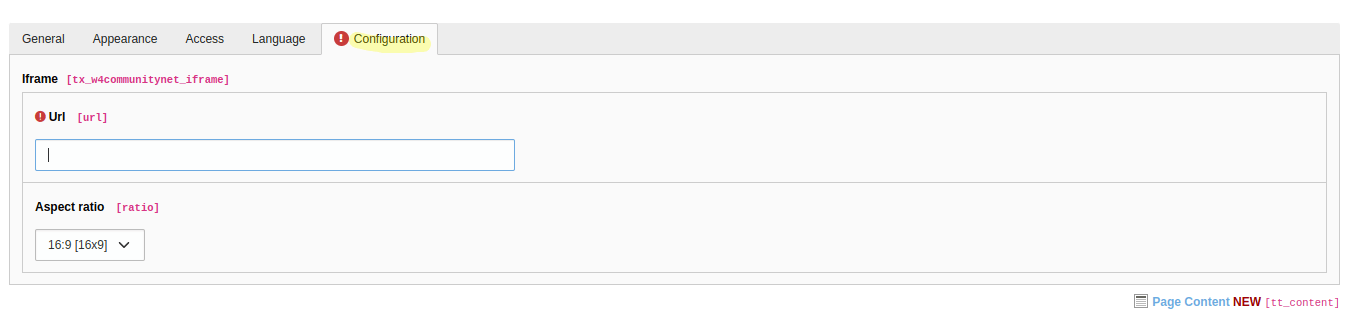 General Appearance Access Language Configuration
Iframe [tx_w4communitynet_iframe]
Url [url]
Aspect ratio [ratio]
16:9 [16x9]
Page Content NEW [tt_content]